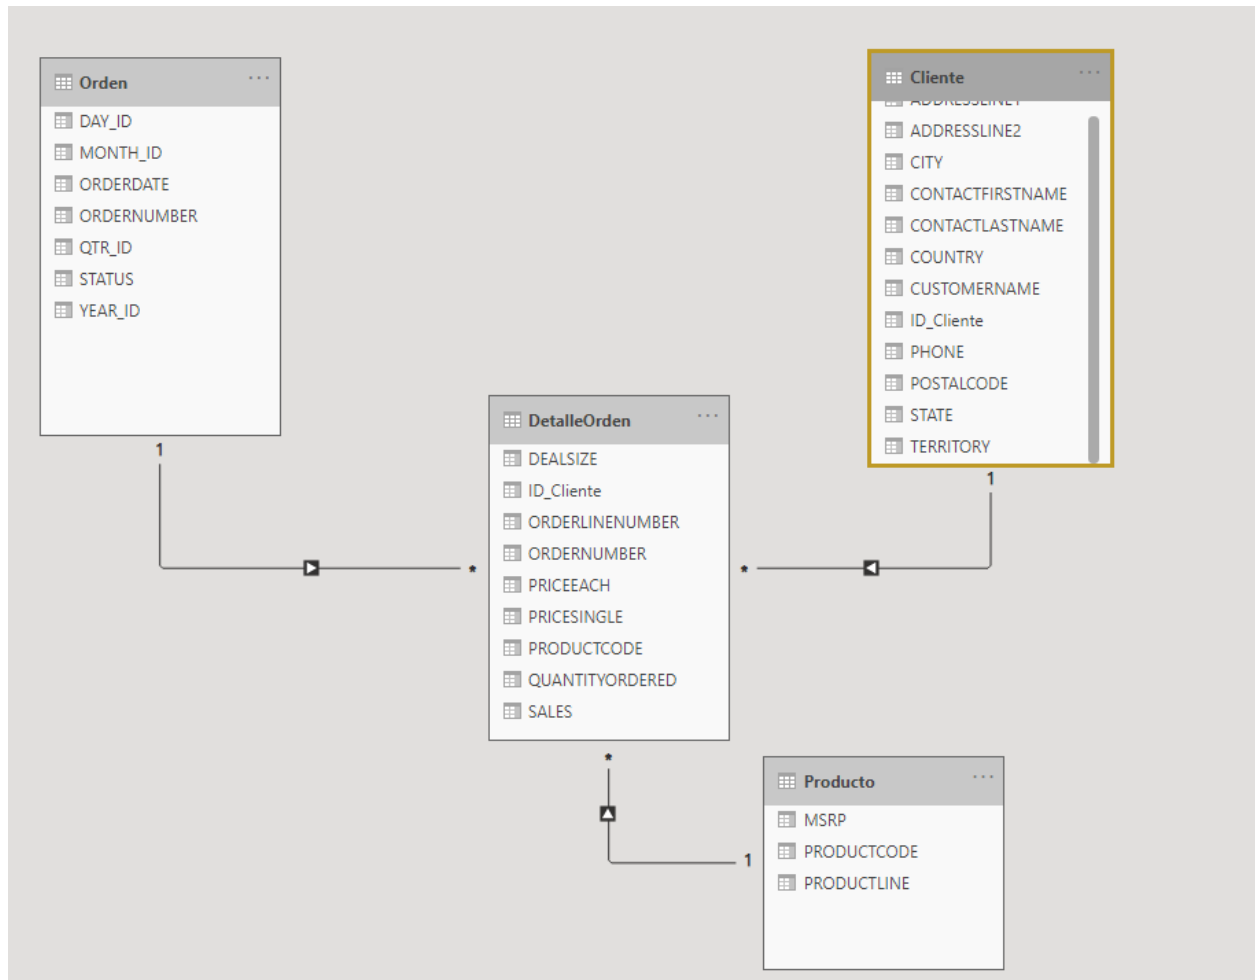 Orden
DAY_ID
MONTH_ID
ORDERDATE
ORDERNUMBER
QTR_ID
STATUS
YEAR_ID
1
Cliente
ADDRESSLINE1
ADDRESSLINE2
CITY
CONTACTFIRSTNAME
CONTACTLASTNAME
COUNTRY
CUSTOMERNAME
ID_Cliente
PHONE
POSTALCODE
STATE
TERRITORY
1
DetalleOrden
DEALSIZE
ID_Cliente
ORDERLINENUMBER
ORDERNUMBER
PRICEEACH
PRICESINGLE
PRODUCTCODE
QUANTITYORDERED
SALES
*
*
*
1
Producto
MSRP
PRODUCTCODE
PRODUCTLINE